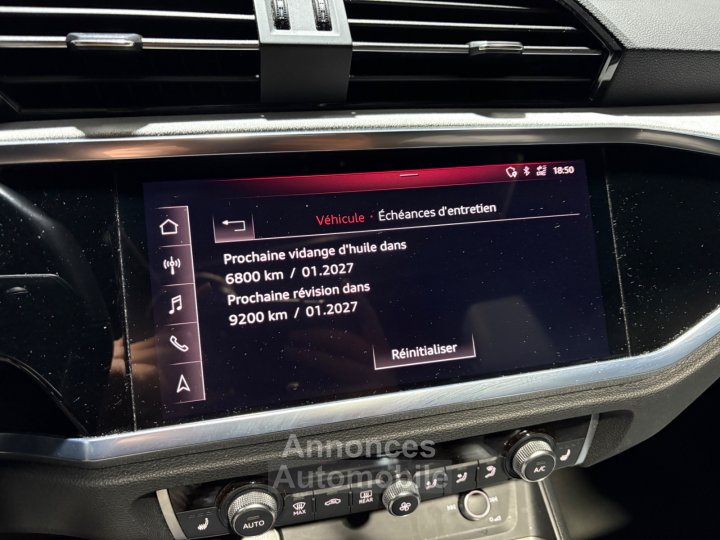 18:50
Véhicule · Échéances d'entretien
Prochaine vidange d'huile dans
6800 km / 01.2027
Prochaine révision dans
9200 km / 01.2027
Réinitialiser
Annonces
Automobile
AUTO
MAX
REAR
A/C